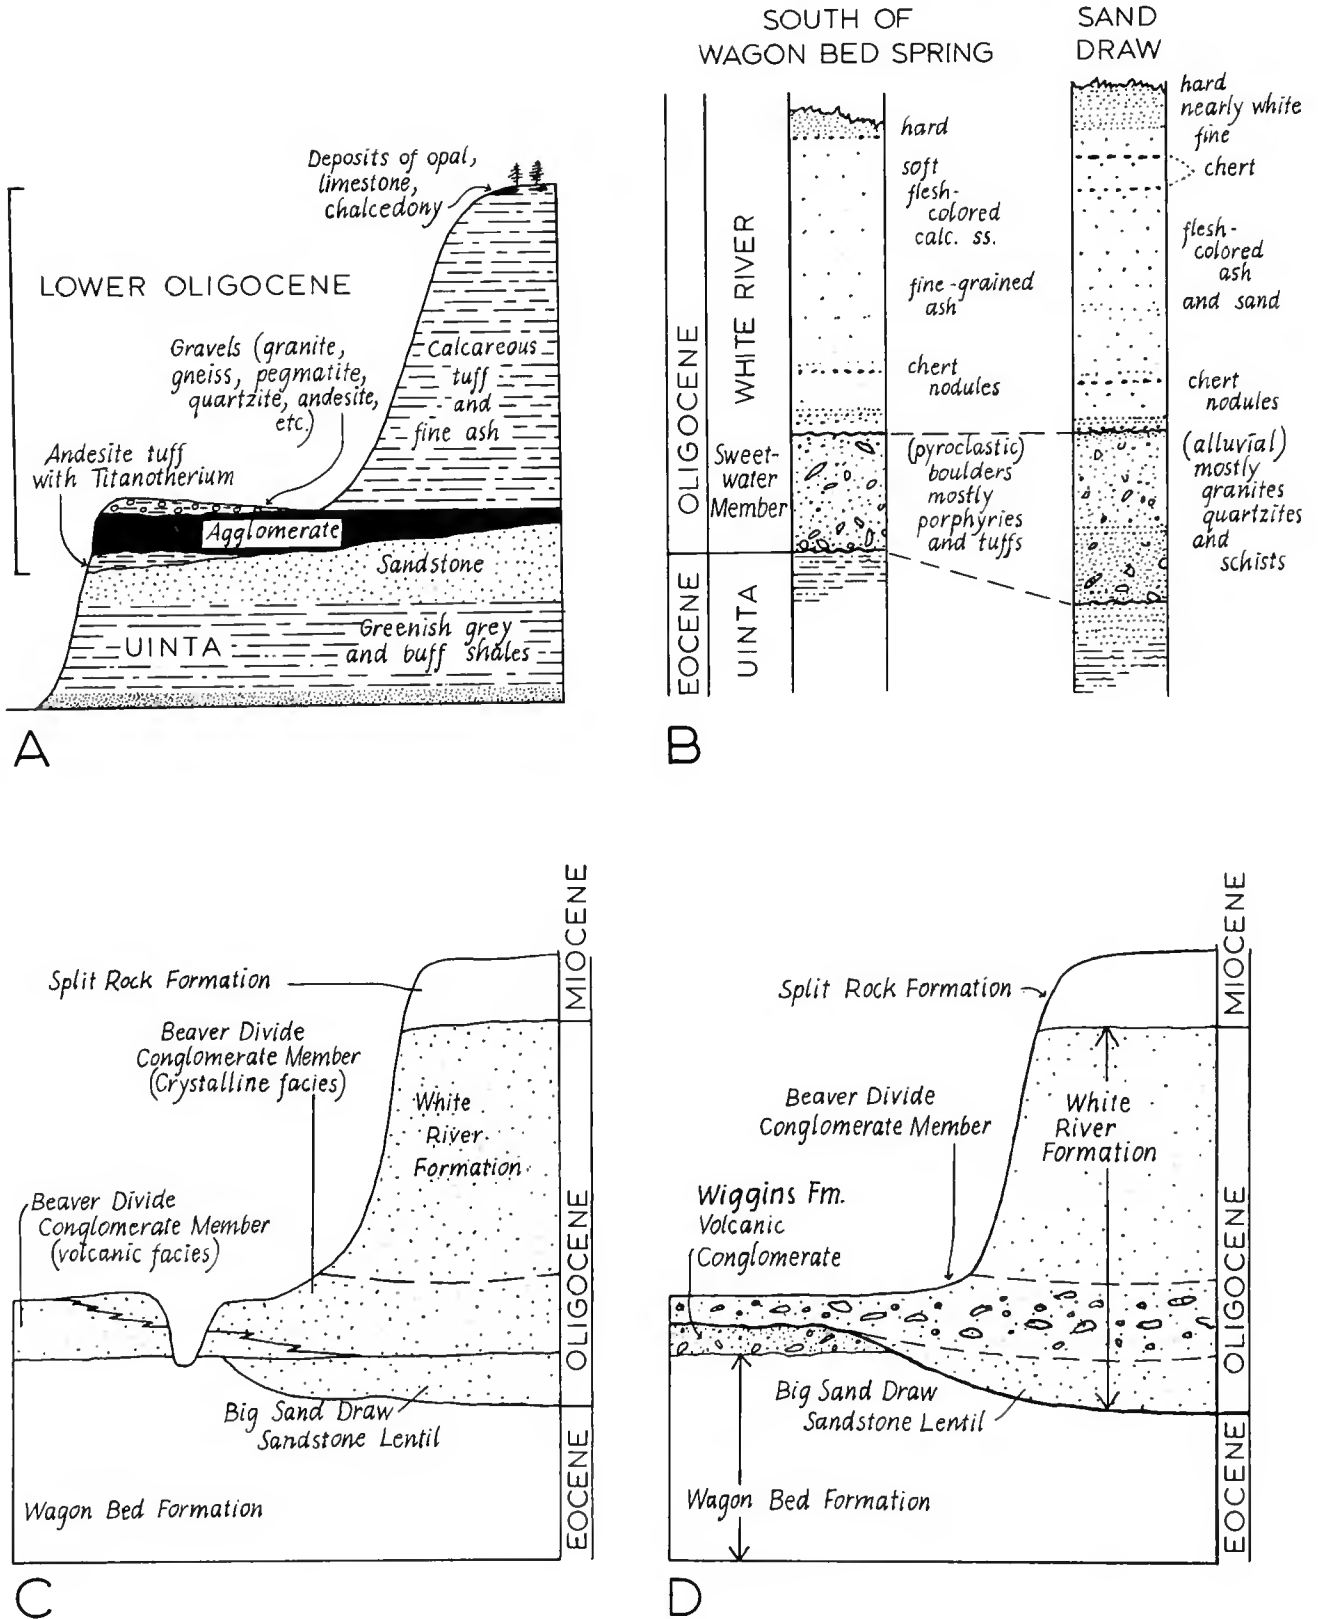 Deposits of opal,
limestone,
chalcedony
LOWER OLIGOCENE
Gravels (granite,
gneiss, pegmatite,
quartzite, andesite,
etc.)
Calcareous
tuff
and
fine ash
Andesite tuff
with Titanotherium
Agglomerate
Sandstone
UINTA
Greenish grey
and buff shales
A
SOUTH OF
WAGON BED SPRING
SAND
DRAW
OLIGOCENE
EOCENE
WHITE RIVER
Sweet-
water
Member
UINTA
hard
soft
flesh-
colored
calc. ss.
fine-grained
ash
chert
nodules
(pyroclastic)
boulders
mostly
porphyries
and tuffs
hard
nearly white
fine
chert
flesh-
colored
ash
and sand
chert
nodules
(alluvial)
mostly
granites
quartzites
and
schists
B
Split Rock Formation
Beaver Divide
Conglomerate Member
(Crystalline facies)
White
River
Formation
Beaver Divide
Conglomerate Member
(volcanic facies)
Big Sand Draw
Sandstone Lentil
Wagon Bed Formation
MIOCENE
OLIGOCENE
EOCENE
C
Split Rock Formation
Beaver Divide
Conglomerate Member
White
River
Formation
Wiggins Fm.
Volcanic
Conglomerate
Big Sand Draw
Sandstone Lentil
Wagon Bed Formation
MIOCENE
OLIGOCENE
EOCENE
D